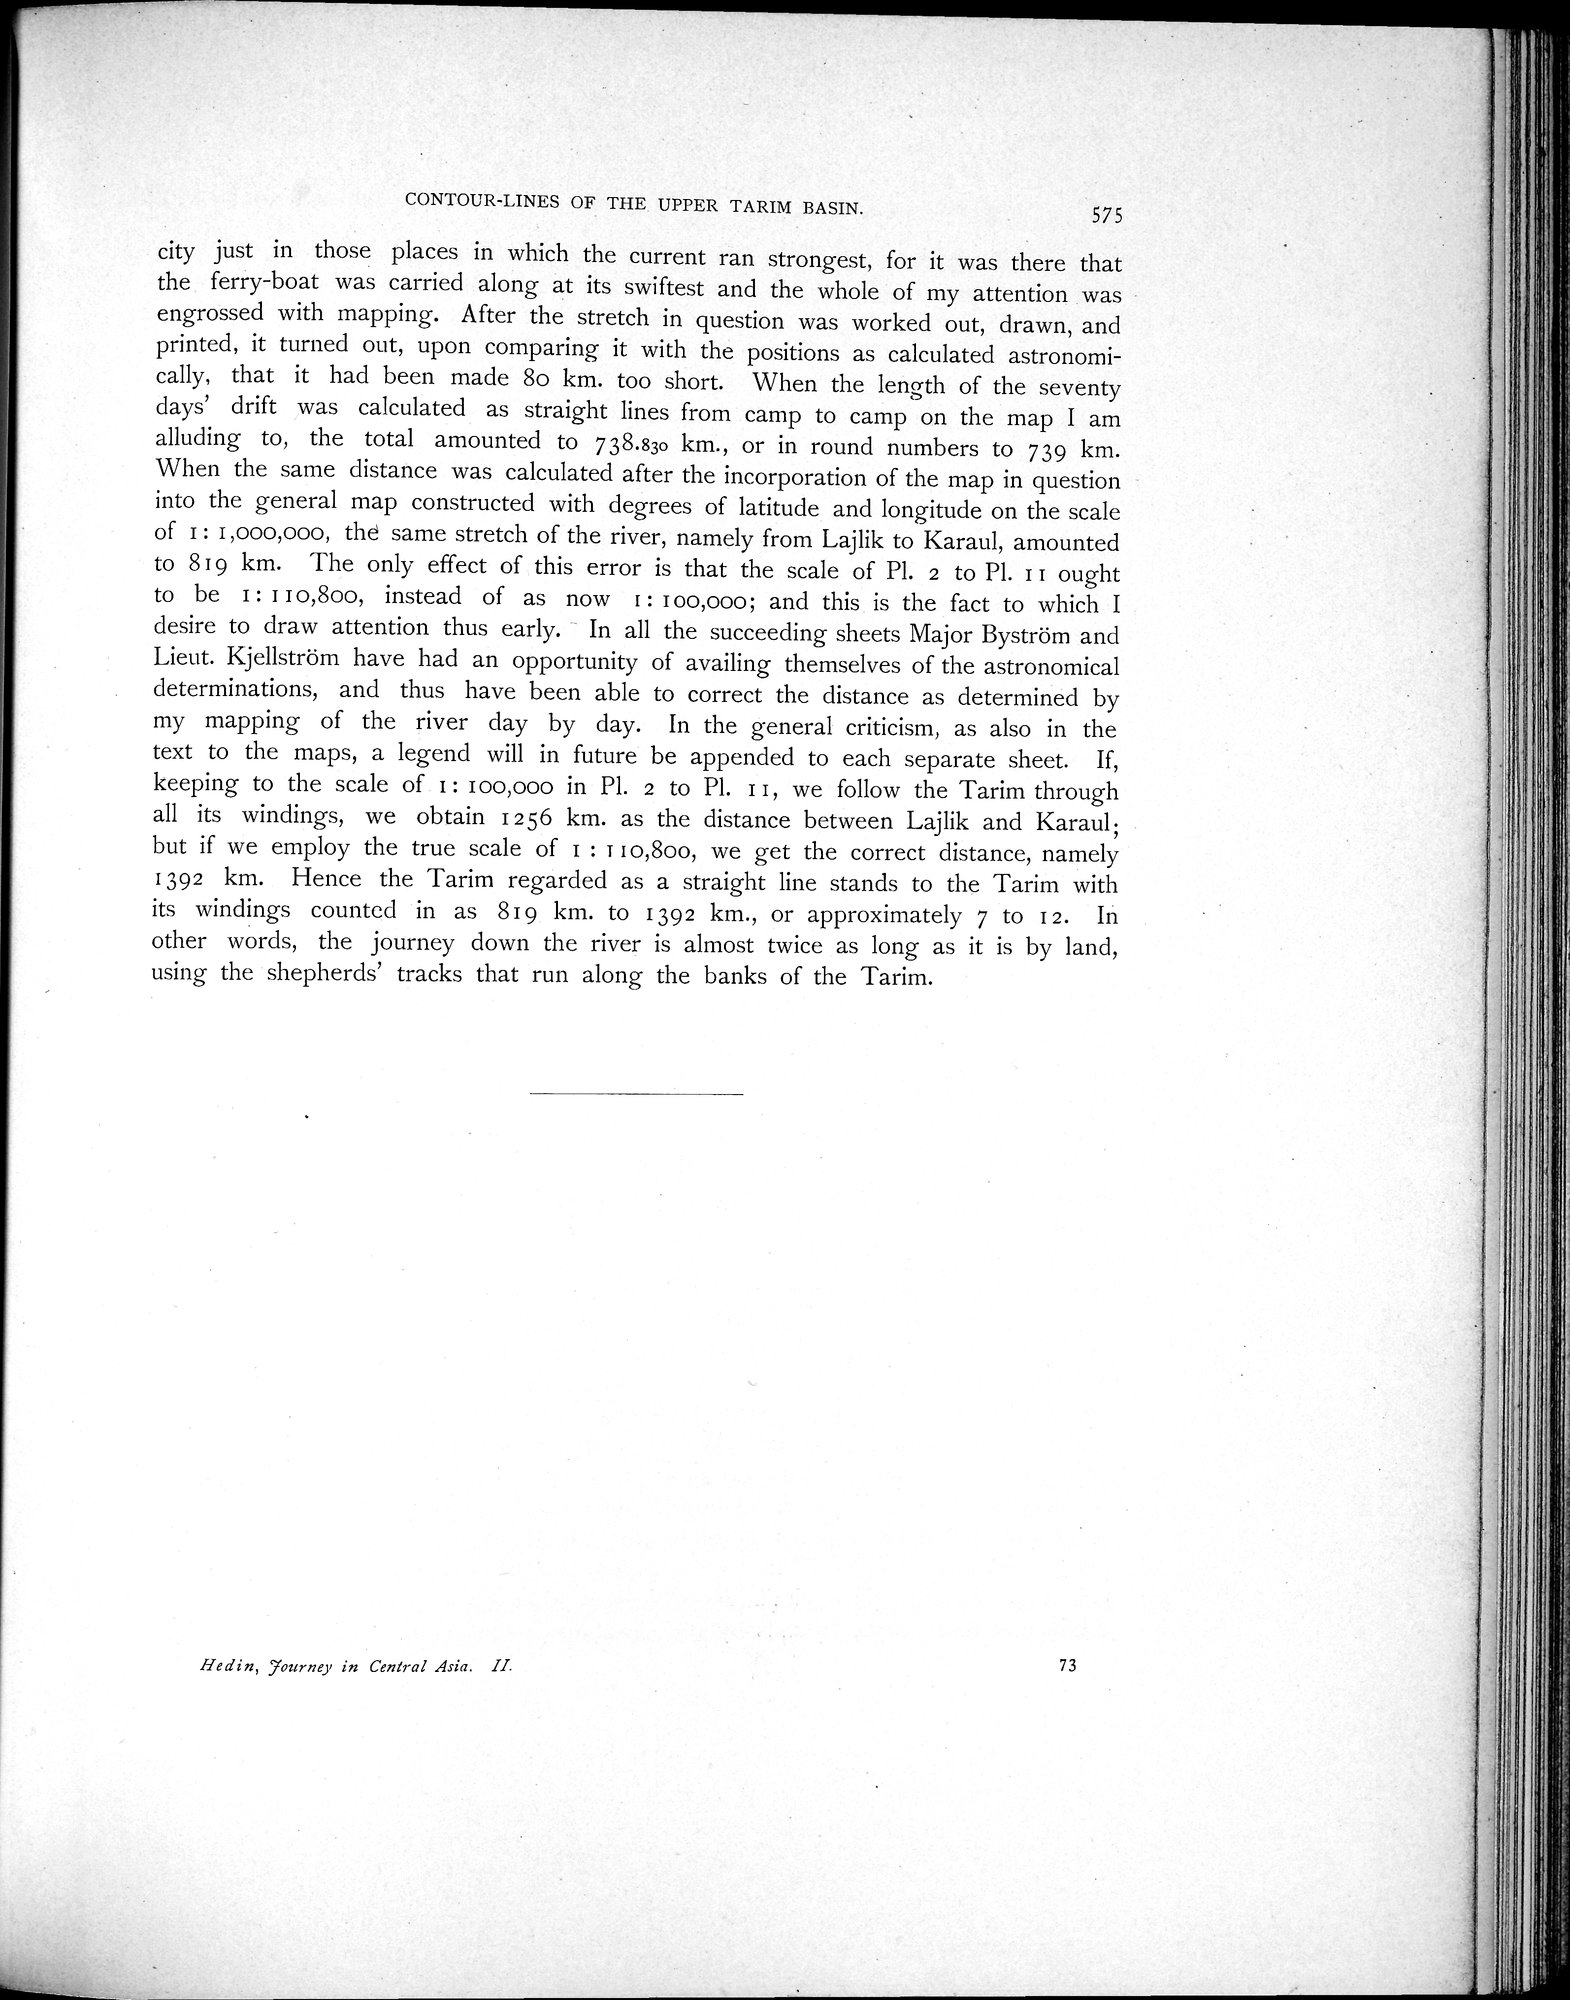 CONTOUR-LINES OF THE UPPER TARIM BASIN. 575
city just in those places in which the current ran strongest, for it was there that
the ferry-boat was carried along at its swiftest and the whole of my attention was
engrossed with mapping. After the stretch in question was worked out, drawn, and
printed, it turned out, upon comparing it with the positions as calculated astronomi-
cally, that it had been made 80 km. too short. When the length of the seventy
days' drift was calculated as straight lines from camp to camp on the map I am
alluding to, the total amounted to 738.830 km., or in round numbers to 739 km.
When the same distance was calculated after the incorporation of the map in question
into the general map constructed with degrees of latitude and longitude on the scale
of 1: 1,000,000, the same stretch of the river, namely from Lajlik to Karaul, amounted
to 819 km. The only effect of this error is that the scale of Pl. 2 to Pl. 11 ought
to be 1: 110,800, instead of as now 1: 100,000; and this is the fact to which I
desire to draw attention thus early. In all the succeeding sheets Major Byström and
Lieut. Kjellström have had an opportunity of availing themselves of the astronomical
determinations, and thus have been able to correct the distance as determined by
my mapping of the river day by day. In the general criticism, as also in the
text to the maps, a legend will in future be appended to each separate sheet. If,
keeping to the scale of 1: 100,000 in Pl. 2 to Pl. 11, we follow the Tarim through
all its windings, we obtain 1256 km. as the distance between Lajlik and Karaul;
but if we employ the true scale of 1 : 110,800, we get the correct distance, namely
1392 km. Hence the Tarim regarded as a straight line stands to the Tarim with
its windings counted in as 819 km. to 1392 km., or approximately 7 to 12. In
other words, the journey down the river is almost twice as long as it is by land,
using the shepherds' tracks that run along the banks of the Tarim.
Hedin, Journey in Central Asia. II. 73